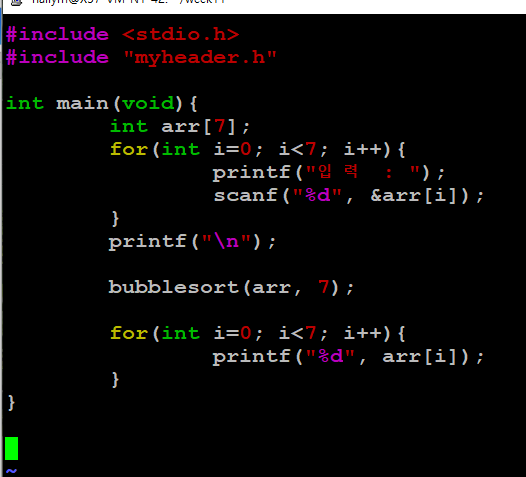 #include <stdio.h>
#include "myheader.h"
int main(void){
int arr[7];
for(int i=0; i<7; i++){
printf("입 력  : ");
scanf("%d", &arr[i]);
}
printf("\n");
bubblesort(arr, 7);
for(int i=0; i<7; i++){
printf("%d", arr[i]);
}
}
~